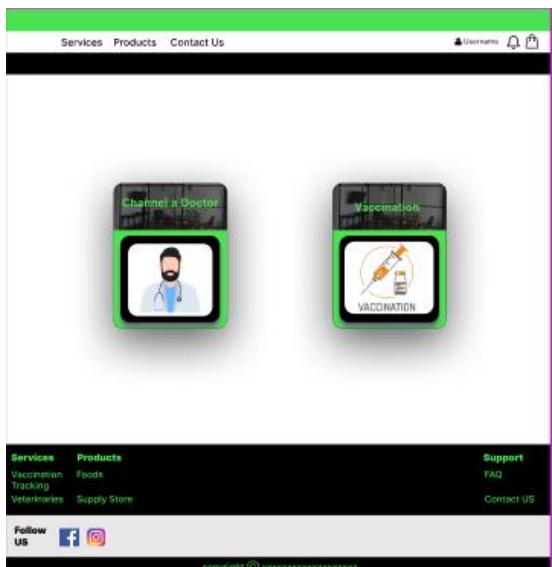 Services Products Contact Us
Username
Channel a Doctor
Vaccination
VACCINATION
Services Products Support
Vaccination Foods FAQ
Tracking
Veterinaries Supply Store Contact US
Follow
US
copyright ©